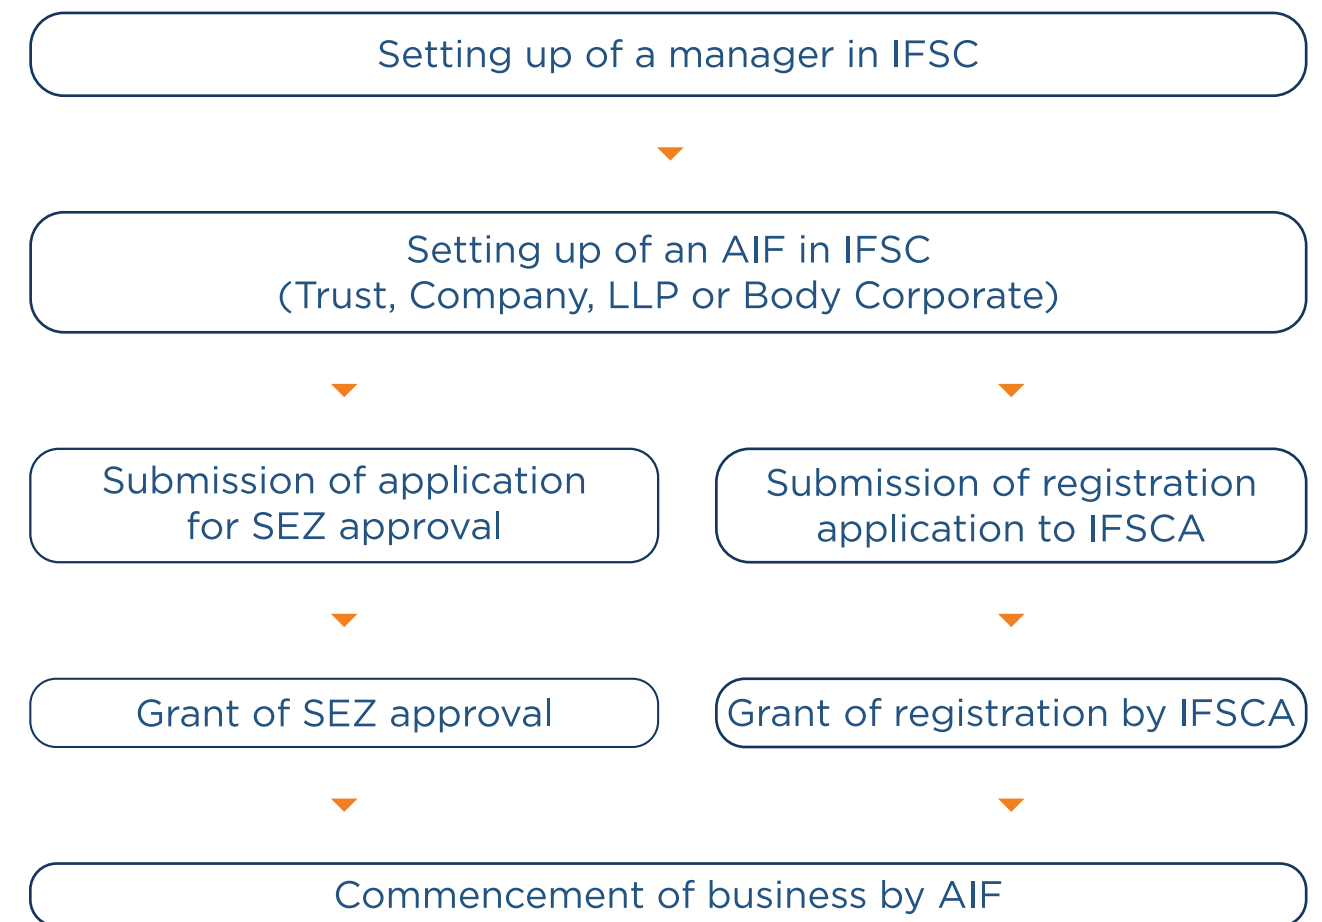 Setting up of a manager in IFSC
Setting up of an AIF in IFSC
(Trust, Company, LLP or Body Corporate)
Submission of application
for SEZ approval
Submission of registration
application to IFSCA
Grant of SEZ approval
Grant of registration by IFSCA
Commencement of business by AIF